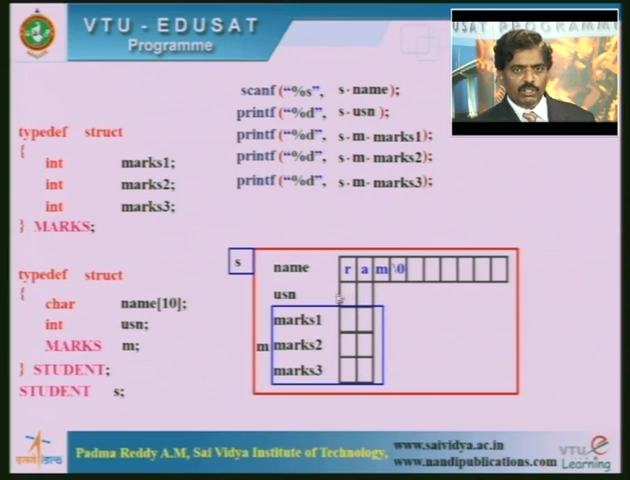 VTU - EDUSAT
Programme
USAT PROGRAMM
scanf ("%s", s.name);
printf ("%d", s.usn );
printf ("%d", s.m.marks1);
printf ("%d", s.m.marks2);
printf ("%d", s.m.marks3);
typedef struct
{
int marks1;
int marks2;
int marks3;
} MARKS;
typedef struct
{
char name[10];
int usn;
MARKS m;
} STUDENT;
STUDENT s;
s
name r a m \0
usn
marks1
m marks2
marks3
Padma Reddy A.M, Sai Vidya Institute of Technology,
www.saividya.ac.in
www.nandipublications.com
VTU e
Learning